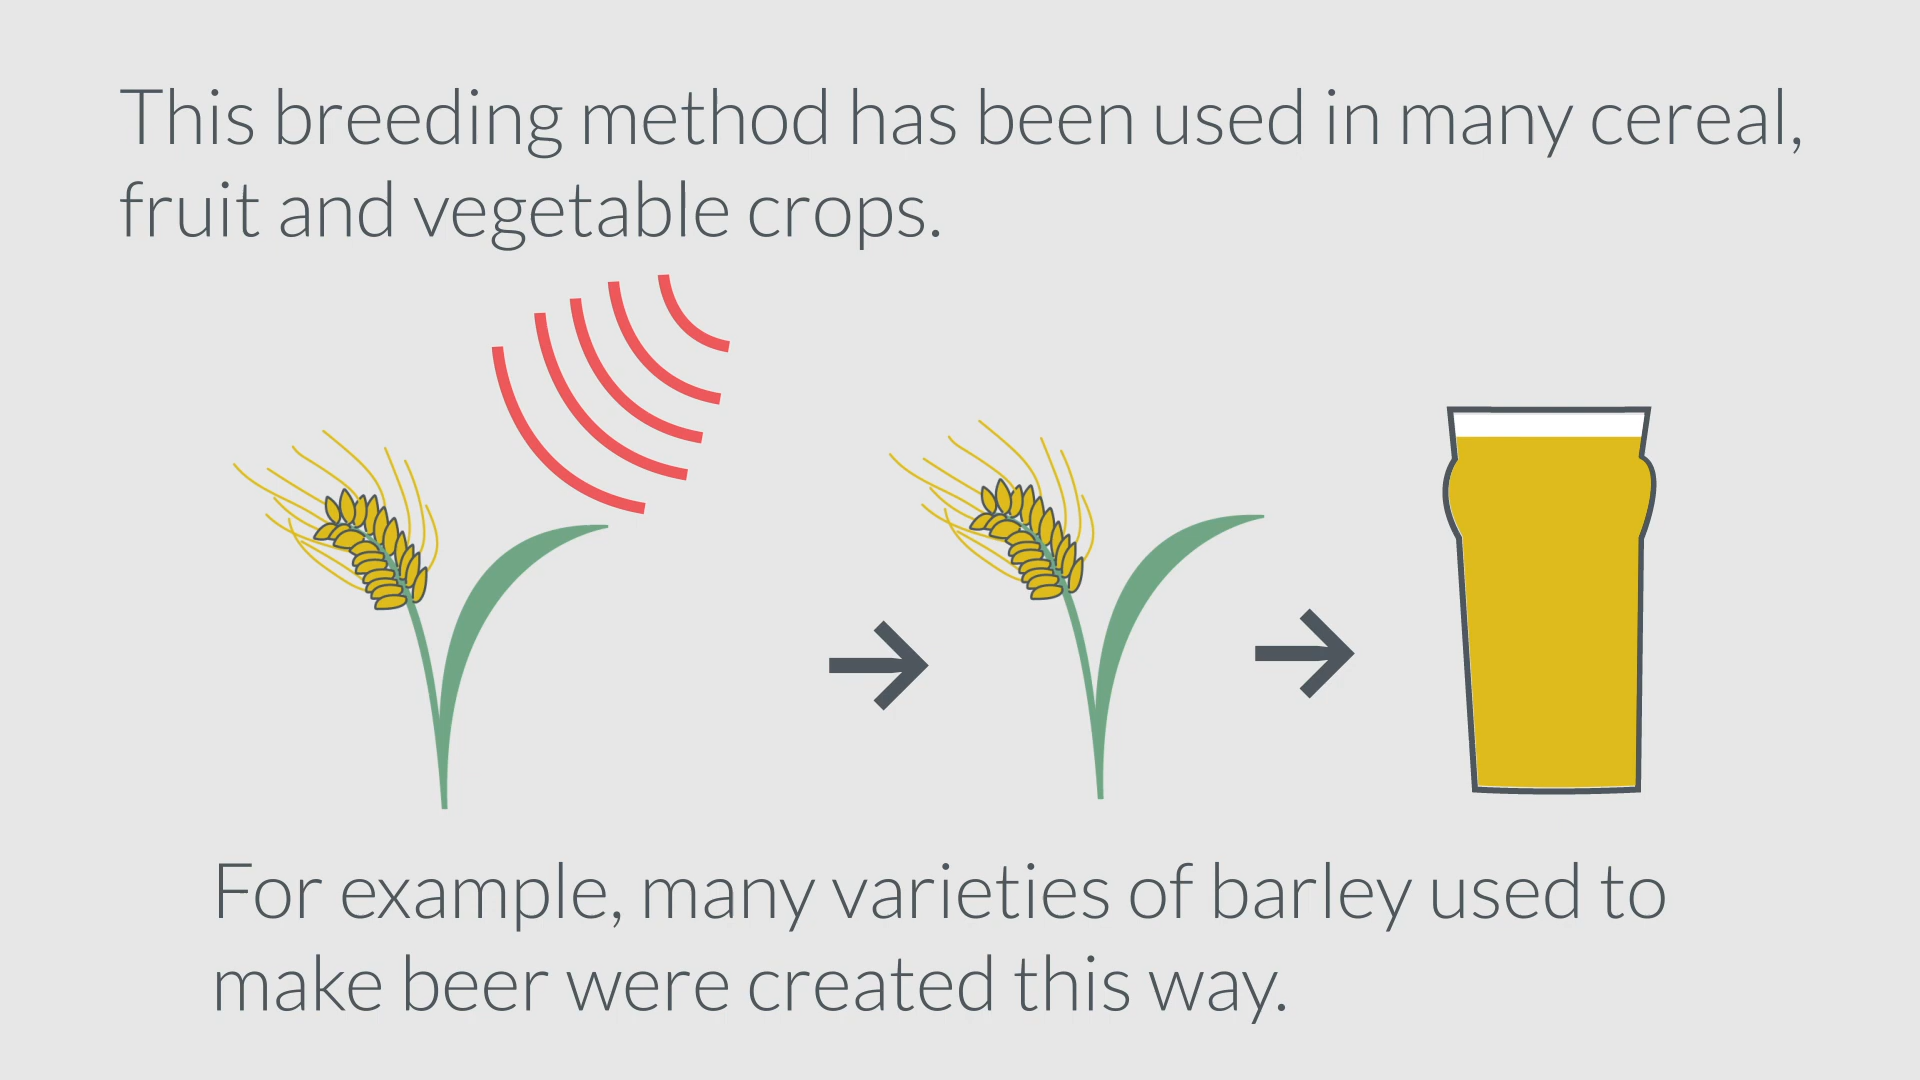 This breeding method has been used in many cereal,
fruit and vegetable crops.
For example, many varieties of barley used to
make beer were created this way.